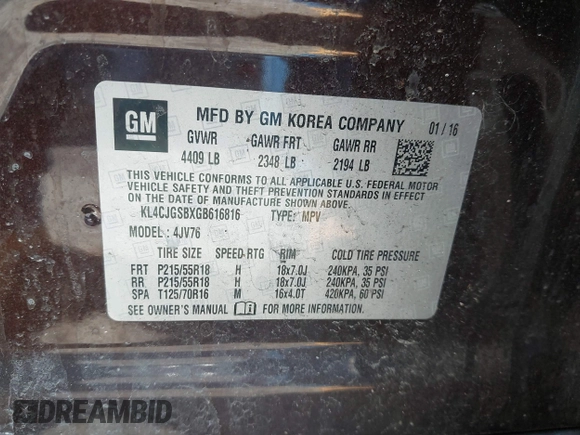 GM
MFD BY GM KOREA COMPANY 01 / 16
GVWR GAWR FRT GAWR RR
4409 LB 2348 LB 2194 LB
THIS VEHICLE CONFORMS TO ALL APPLICABLE U.S. FEDERAL MOTOR
VEHICLE SAFETY AND THEFT PREVENTION STANDARDS IN EFFECT
ON THE DATE OF MANUFACTURE SHOWN ABOVE.
KL4CJGSBXGB616816 TYPE: MPV
MODEL: 4JV76
TIRE SIZE SPEED-RTG RIM COLD TIRE PRESSURE
FRT P215/55R18 H 18x7.0J 240KPA, 35 PSI
RR P215/55R18 H 18x7.0J 240KPA, 35 PSI
SPA T125/70R16 M 16x4.0T 420KPA, 60 PSI
SEE OWNER'S MANUAL FOR MORE INFORMATION.
DREAMBID